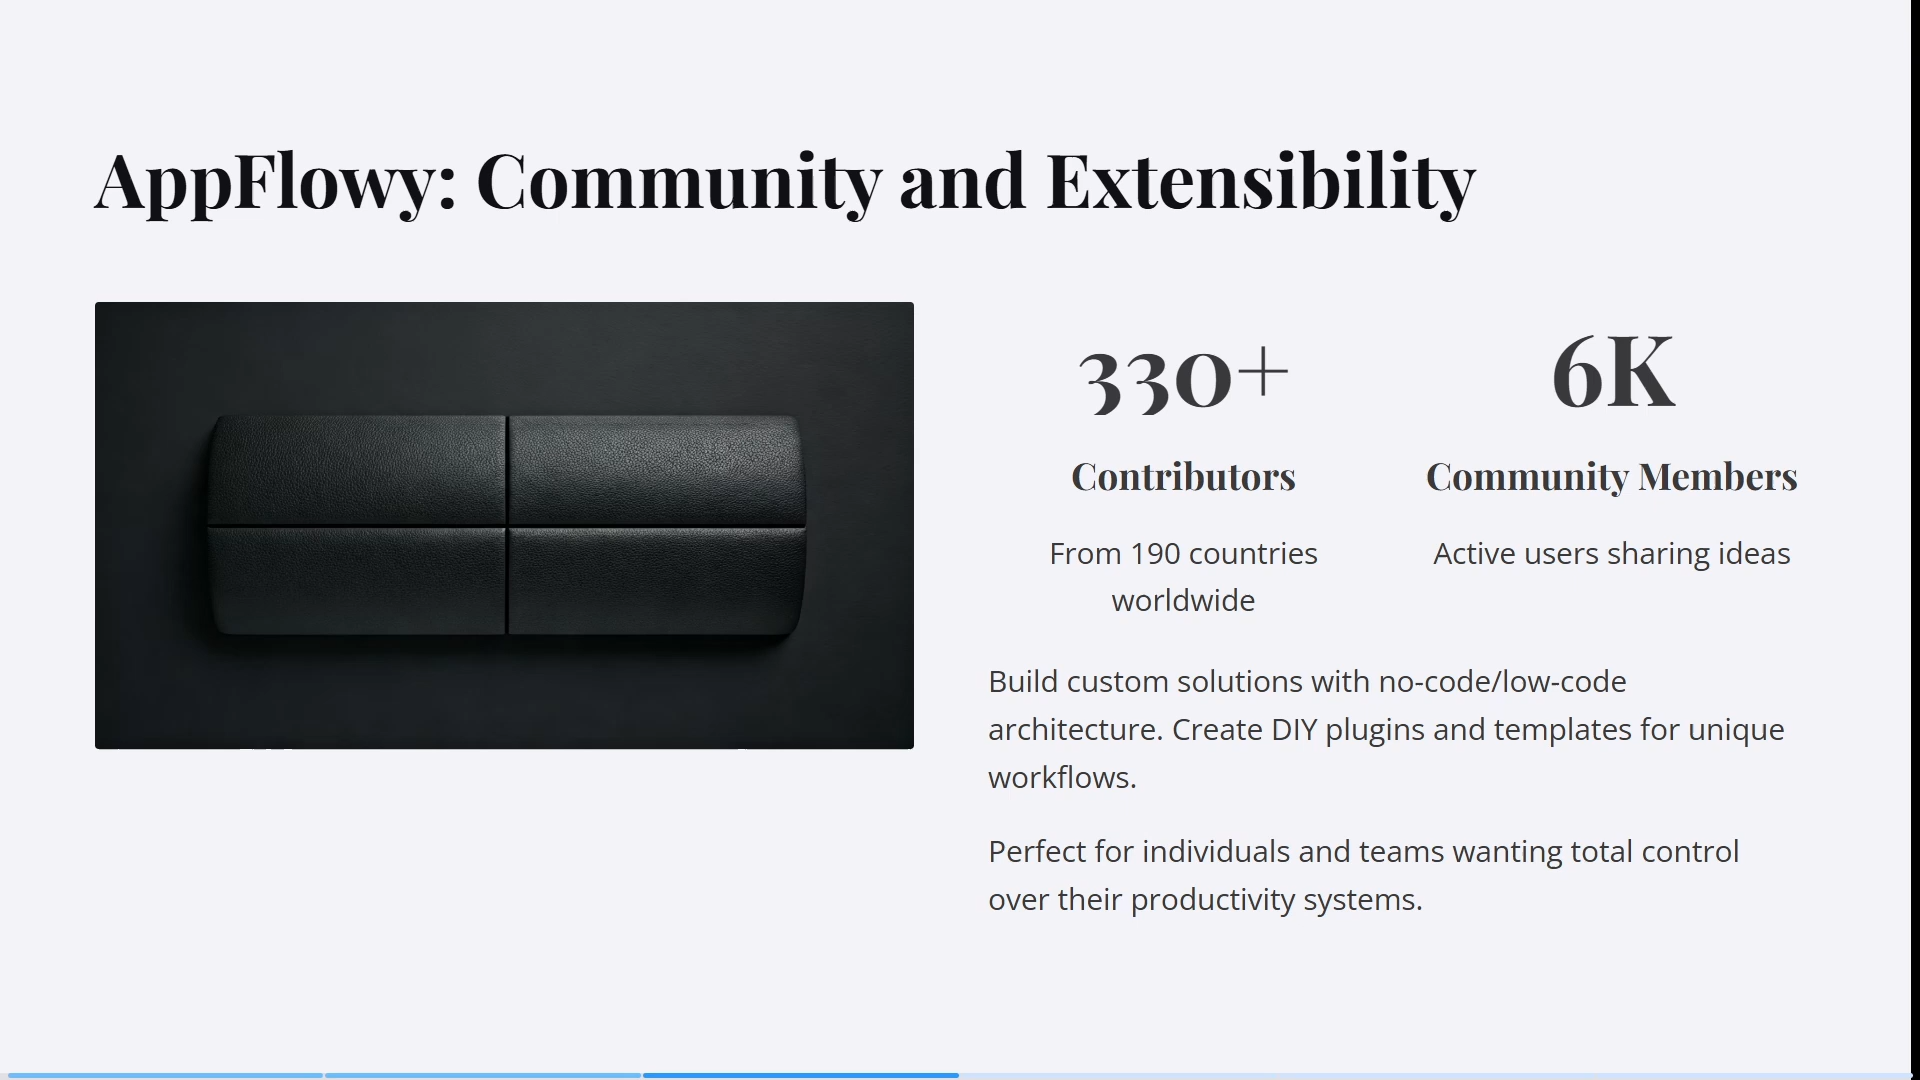 AppFlowy: Community and Extensibility
330+
Contributors
From 190 countries
worldwide
6K
Community Members
Active users sharing ideas
Build custom solutions with no-code/low-code
architecture. Create DIY plugins and templates for unique
workflows.
Perfect for individuals and teams wanting total control
over their productivity systems.